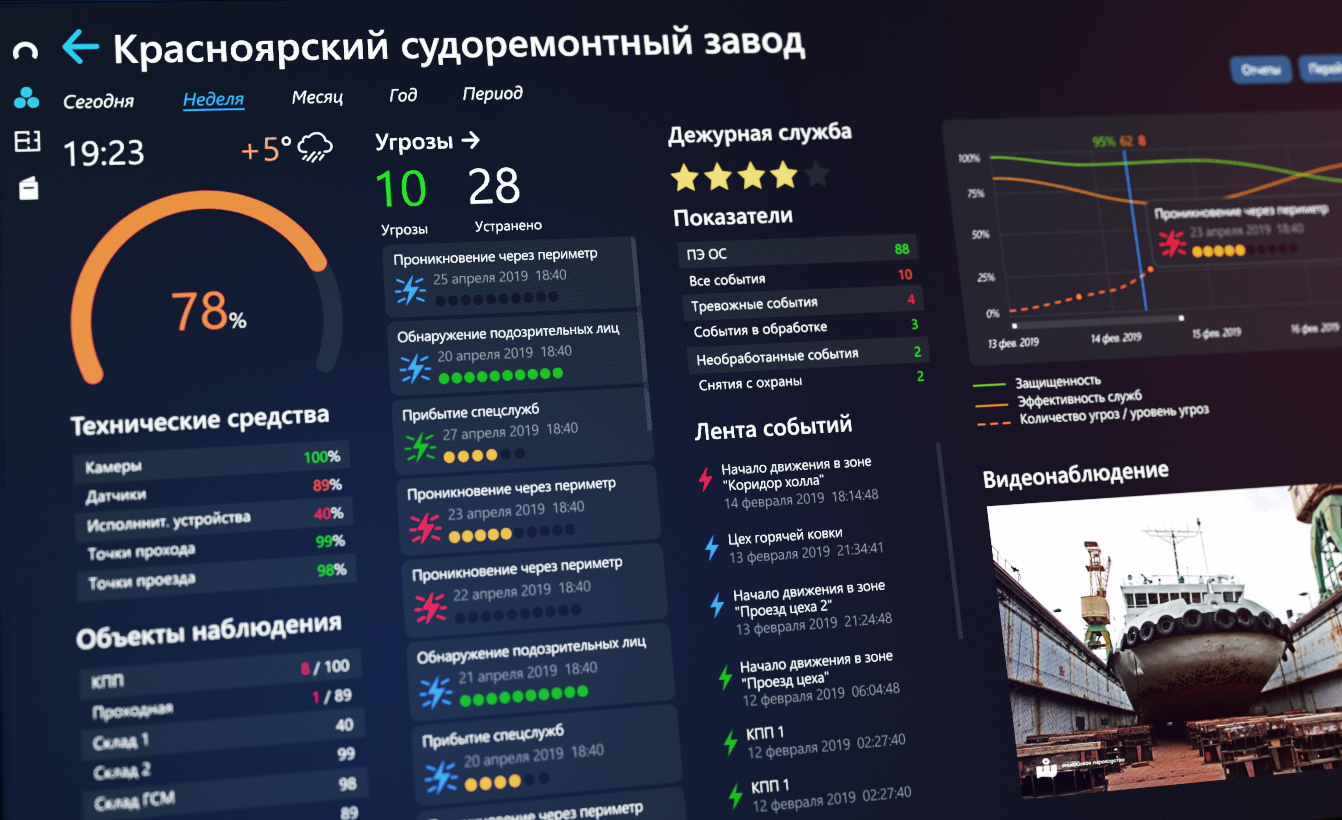 Красноярский судоремонтный завод
Отчеты
Сегодня
Неделя
Месяц
Год
Период
19:23
+5°
78%
Технические средства
Камеры 100%
Датчики 89%
Исполнит. устройства 40%
Точки прохода 99%
Точки проезда 98%
Объекты наблюдения
КПП 8 / 100
Проходная 1 / 89
Склад 1 40
Склад 2 99
Склад ГСМ 98
89
Угрозы →
10 28
Угрозы Устранено
Проникновение через периметр
25 апреля 2019 18:40
Обнаружение подозрительных лиц
20 апреля 2019 18:40
Прибытие спецслужб
27 апреля 2019 18:40
Проникновение через периметр
23 апреля 2019 18:40
Проникновение через периметр
22 апреля 2019 18:40
Обнаружение подозрительных лиц
21 апреля 2019 18:40
Прибытие спецслужб
20 апреля 2019 18:40
Проникновение через периметр
Дежурная служба
Показатели
ПЭ ОС 88
Все события 10
Тревожные события 4
События в обработке 3
Необработанные события 2
Снятия с охраны 2
Лента событий
Начало движения в зоне
"Коридор холла"
14 февраля 2019 18:14:48
Цех горячей ковки
13 февраля 2019 21:34:41
Начало движения в зоне
"Проезд цеха 2"
13 февраля 2019 21:24:48
Начало движения в зоне
"Проезд цеха"
12 февраля 2019 06:04:48
КПП 1
12 февраля 2019 02:27:40
КПП 1
12 февраля 2019 02:27:40
95% 62 8
100%
75%
50%
25%
0%
Проникновение через периметр
23 апреля 2019 18:40
13 фев. 2019
14 фев. 2019
15 фев. 2019
16 фев. 2019
Защищенность
Эффективность служб
Количество угроз / уровень угроз
Видеонаблюдение